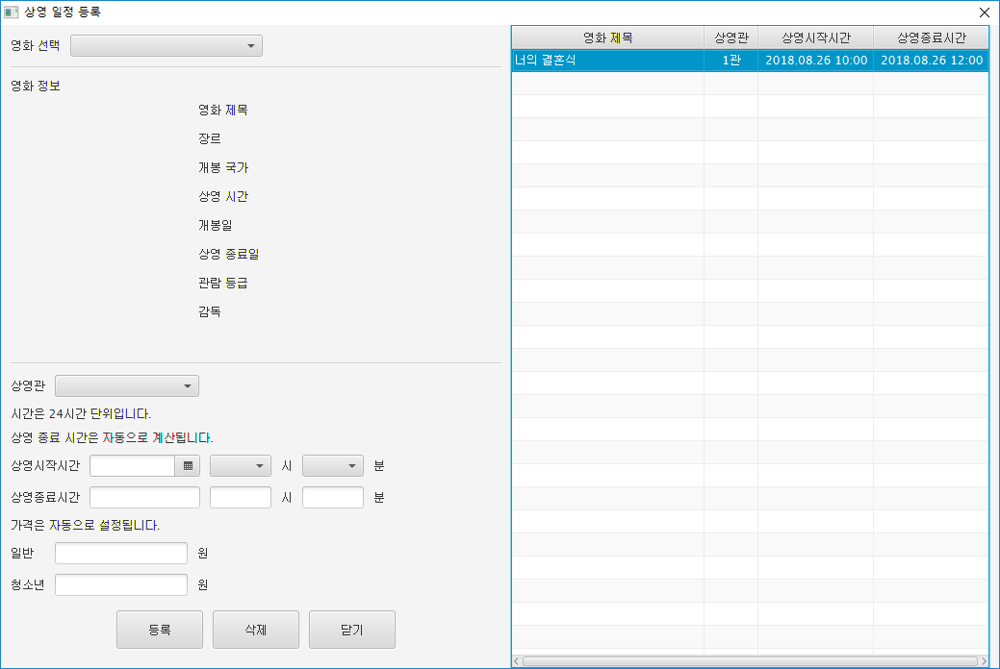 상영 일정 등록
영화 선택
영화 정보
영화 제목
장르
개봉 국가
상영 시간
개봉일
상영 종료일
관람 등급
감독
상영관
시간은 24시간 단위입니다.
상영 종료 시간은 자동으로 계산됩니다.
상영시작시간 시 분
상영종료시간 시 분
가격은 자동으로 설정됩니다.
일반 원
청소년 원
등록 삭제 닫기
영화 제목 상영관 상영시작시간 상영종료시간
너의 결혼식 1관 2018.08.26 10:00 2018.08.26 12:00